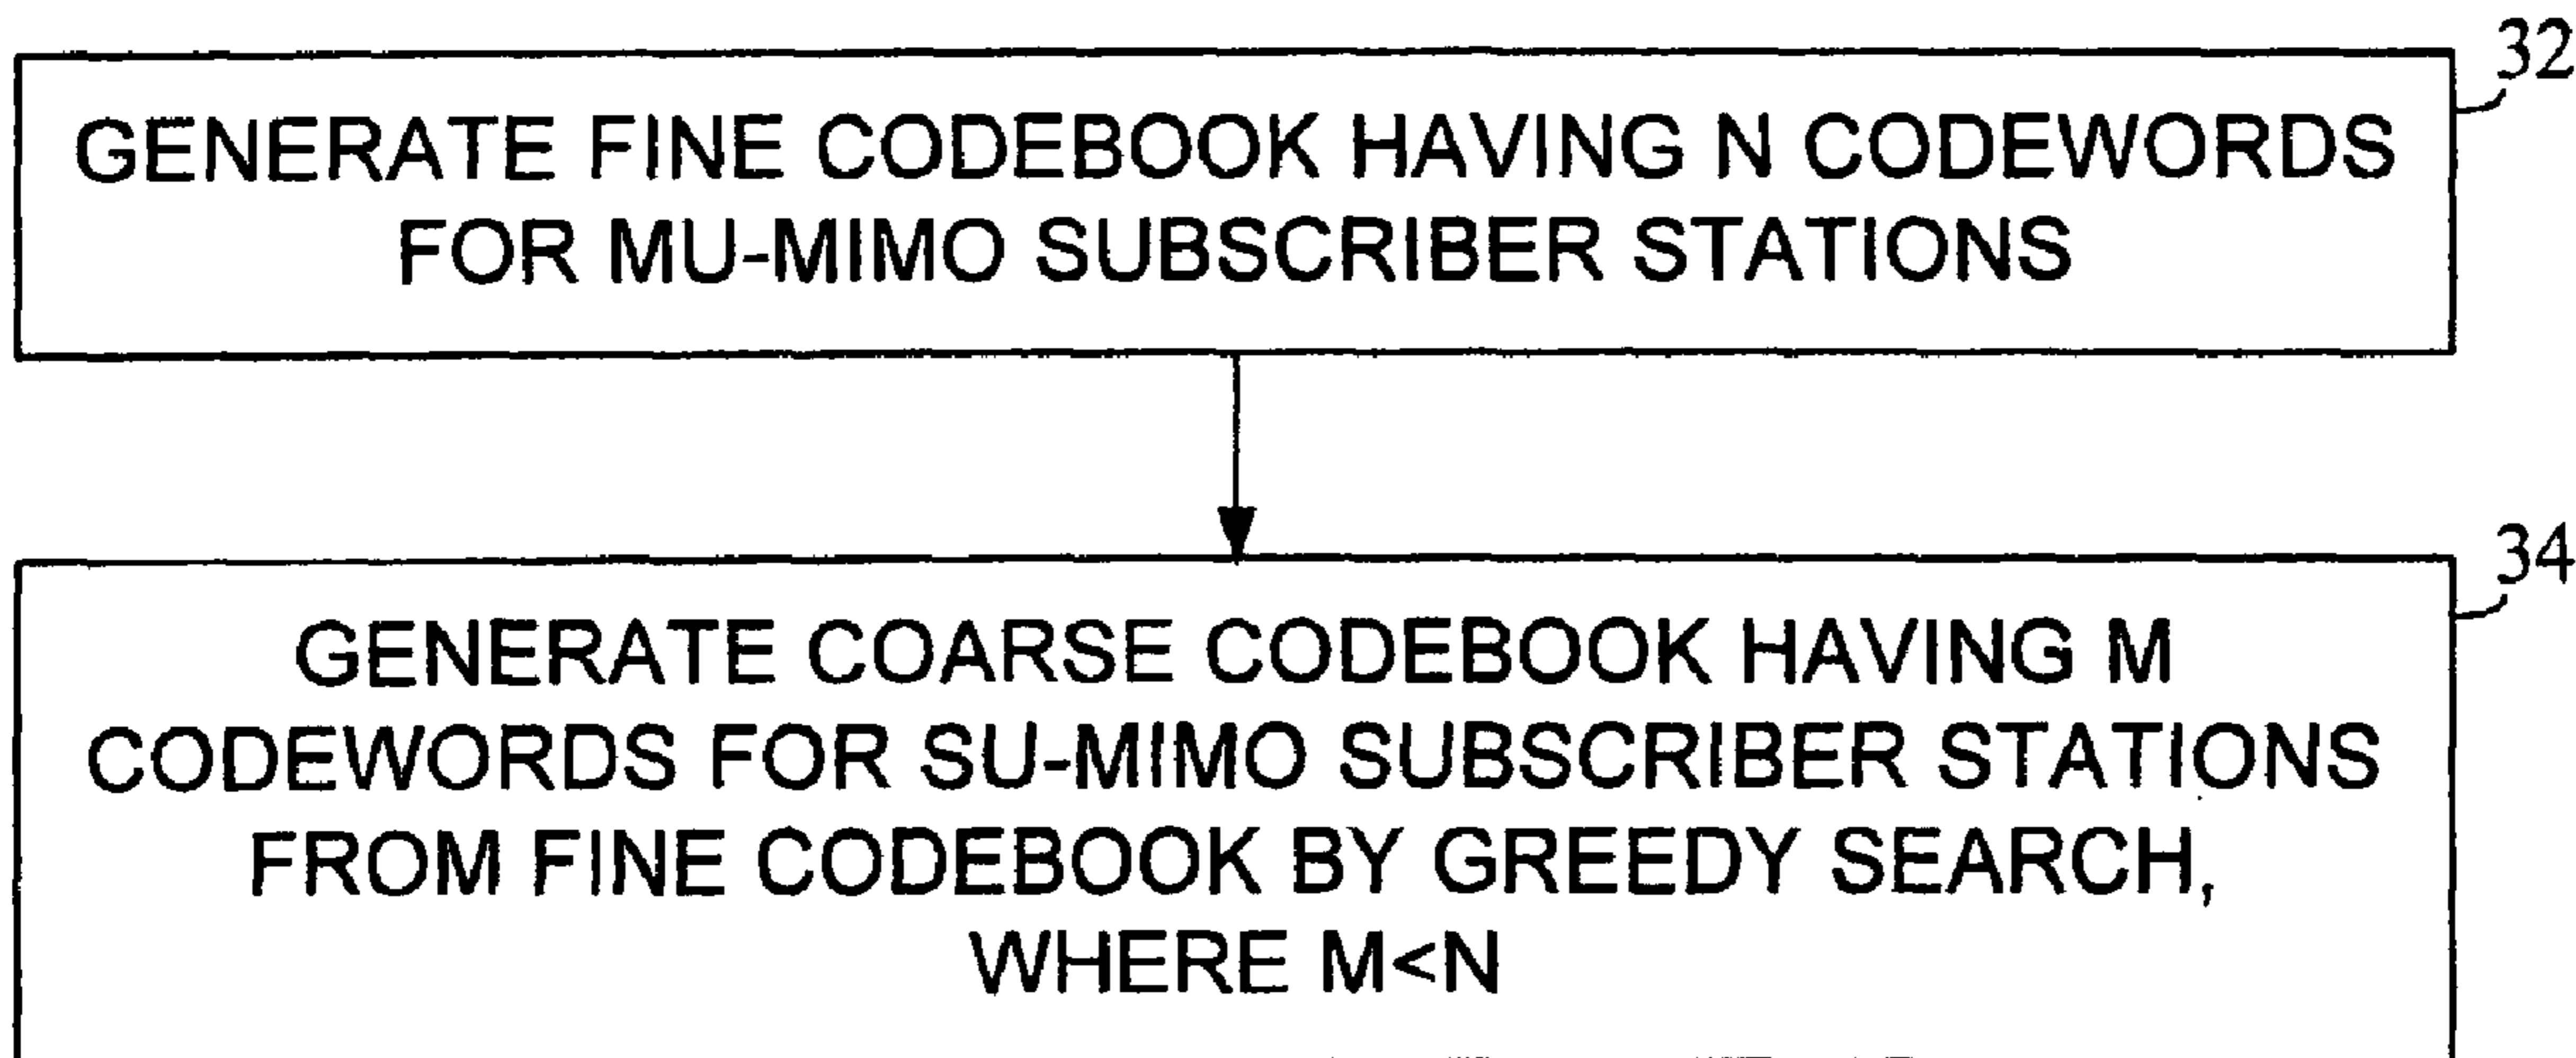 32
GENERATE FINE CODEBOOK HAVING N CODEWORDS
FOR MU-MIMO SUBSCRIBER STATIONS
34
GENERATE COARSE CODEBOOK HAVING M
CODEWORDS FOR SU-MIMO SUBSCRIBER STATIONS
FROM FINE CODEBOOK BY GREEDY SEARCH,
WHERE M<N